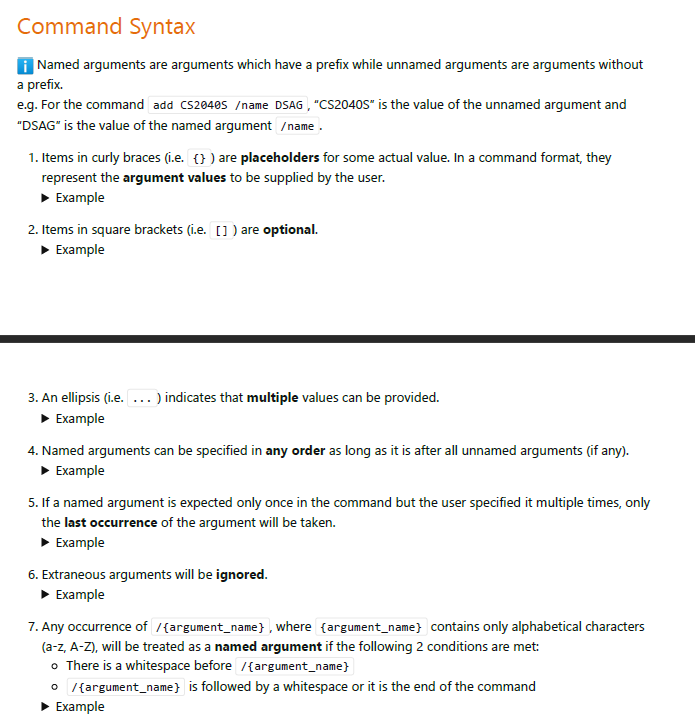 Command Syntax
i Named arguments are arguments which have a prefix while unnamed arguments are arguments without
a prefix.
e.g. For the command add CS2040S /name DSAG , “CS2040S” is the value of the unnamed argument and
“DSAG” is the value of the named argument /name .
1. Items in curly braces (i.e. {} ) are placeholders for some actual value. In a command format, they
represent the argument values to be supplied by the user.
▶ Example
2. Items in square brackets (i.e. [] ) are optional.
▶ Example
3. An ellipsis (i.e. ... ) indicates that multiple values can be provided.
▶ Example
4. Named arguments can be specified in any order as long as it is after all unnamed arguments (if any).
▶ Example
5. If a named argument is expected only once in the command but the user specified it multiple times, only
the last occurrence of the argument will be taken.
▶ Example
6. Extraneous arguments will be ignored.
▶ Example
7. Any occurrence of /{argument_name} , where {argument_name} contains only alphabetical characters
(a-z, A-Z), will be treated as a named argument if the following 2 conditions are met:
○ There is a whitespace before /{argument_name}
○ /{argument_name} is followed by a whitespace or it is the end of the command
▶ Example